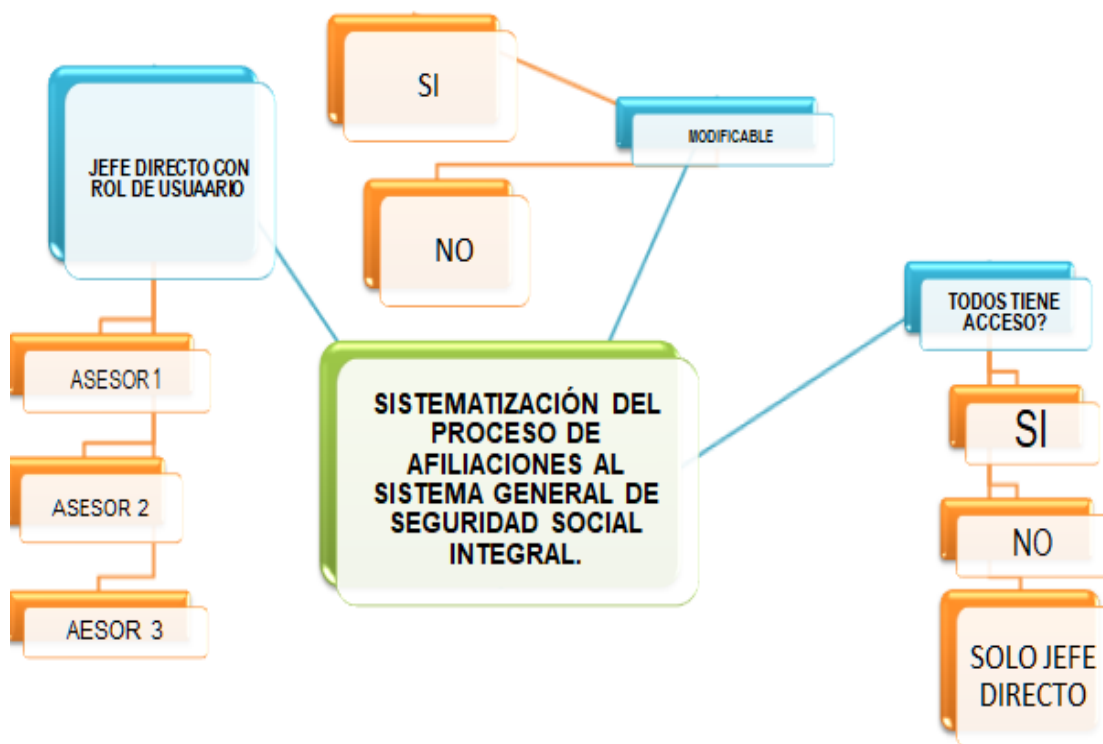 SI
MODIFICABLE
NO
JEFE DIRECTO CON
ROL DE USUAARIO
ASESOR 1
ASESOR 2
AESOR 3
SISTEMATIZACIÓN DEL
PROCESO DE
AFILIACIONES AL
SISTEMA GENERAL DE
SEGURIDAD SOCIAL
INTEGRAL.
TODOS TIENE
ACCESO?
SI
NO
SOLO JEFE
DIRECTO